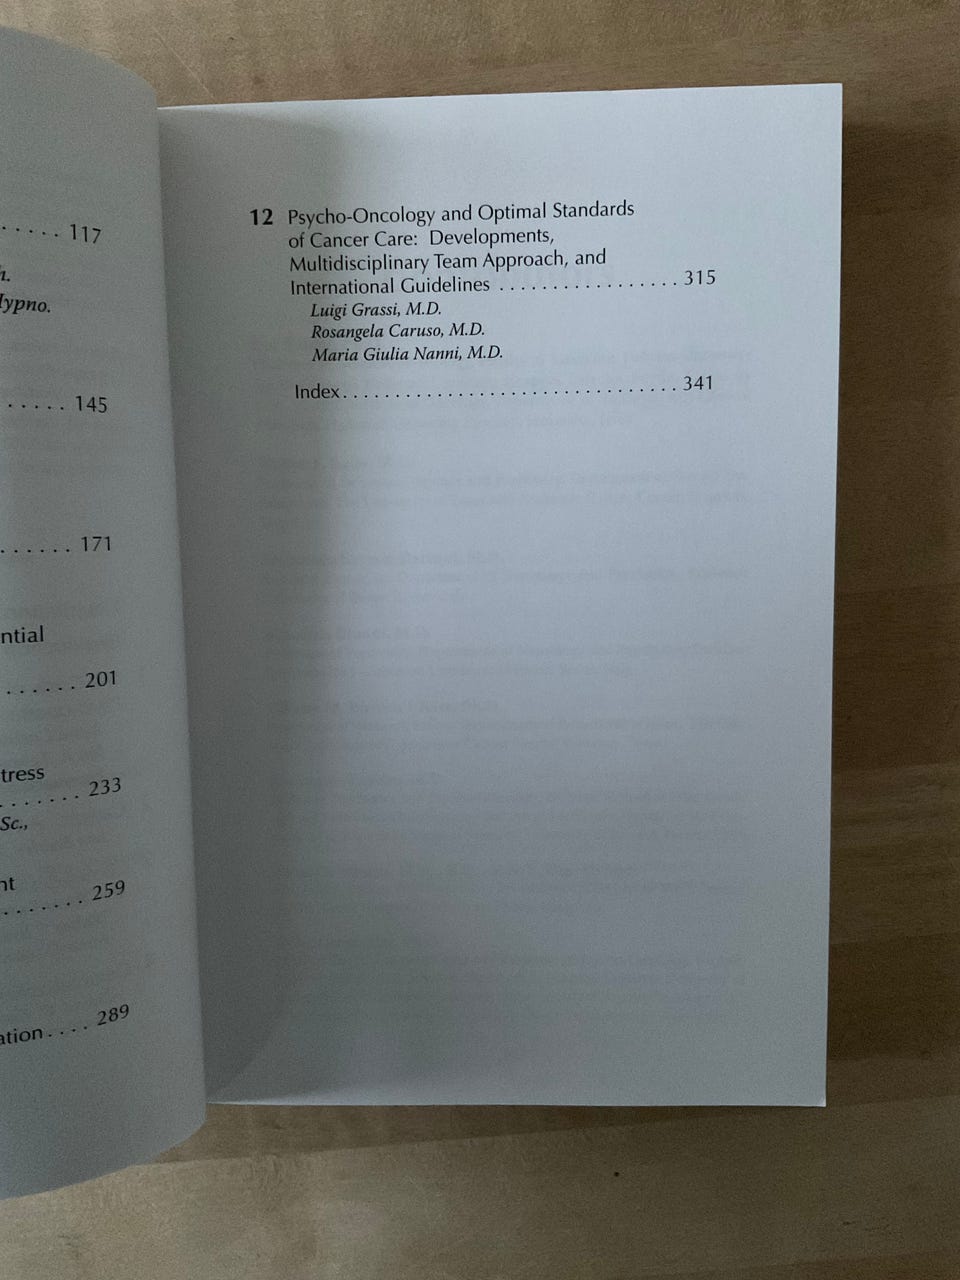 ..... 117
Hypno.
..... 145
...... 171
ntial
...... 201
tress
....... 233
Sc.,
nt
....... 259
ation .... 289
12 Psycho-Oncology and Optimal Standards
of Cancer Care: Developments,
Multidisciplinary Team Approach, and
International Guidelines .................. 315
Luigi Grassi, M.D.
Rosangela Caruso, M.D.
Maria Giulia Nanni, M.D.
Index................................ 341